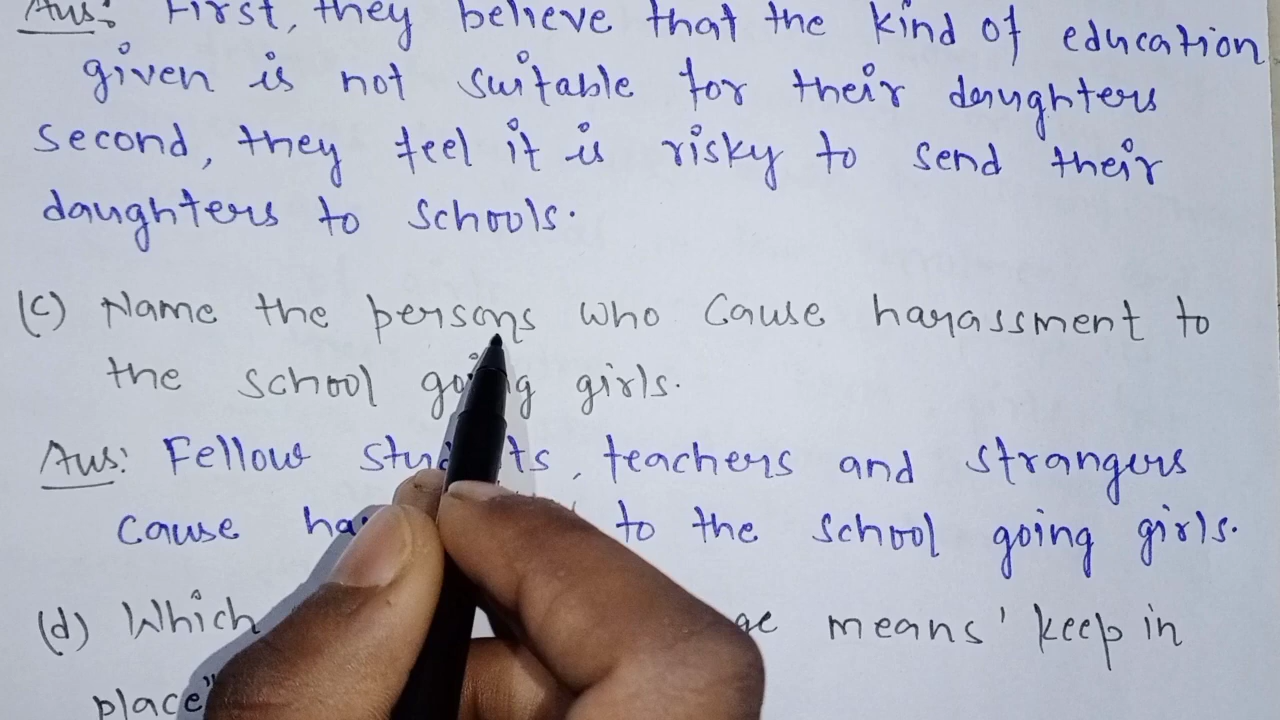 Ans: First, they believe that the kind of education
given is not suitable for their daughters
second, they feel it is risky to send their
daughters to schools.
(c) Name the persons who cause harassment to
the school going girls.
Ans: Fellow students, teachers and strangers
cause to the school going girls.
(d) Which means 'keep in
place"